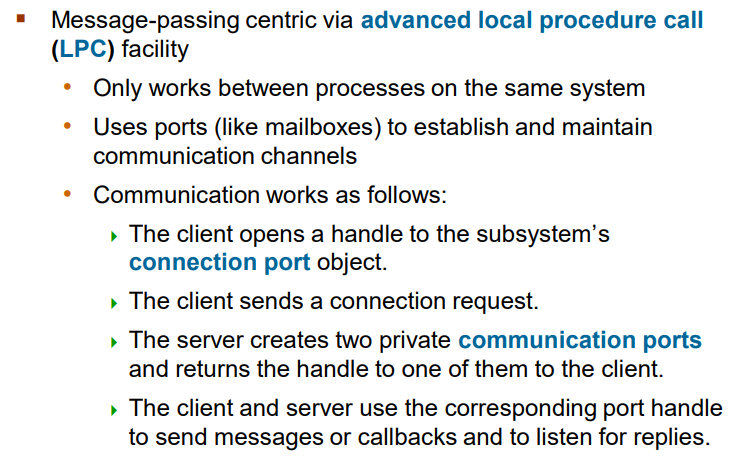 ▪ Message-passing centric via advanced local procedure call
(LPC) facility
• Only works between processes on the same system
• Uses ports (like mailboxes) to establish and maintain
communication channels
• Communication works as follows:
The client opens a handle to the subsystem’s
connection port object.
The client sends a connection request.
The server creates two private communication ports
and returns the handle to one of them to the client.
The client and server use the corresponding port handle
to send messages or callbacks and to listen for replies.